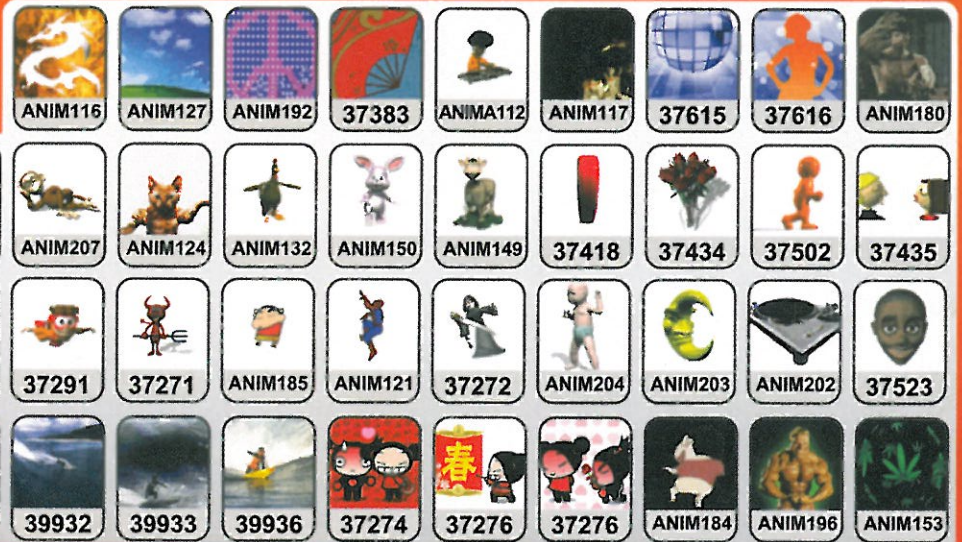 ANIM116 ANIM127 ANIM192 37383 ANIMA112 ANIM117 37615 37616 ANIM180
ANIM207 ANIM124 ANIM132 ANIM150 ANIM149 37418 37434 37502 37435
37291 37271 ANIM185 ANIM121 37272 ANIM204 ANIM203 ANIM202 37523
春
39932 39933 39936 37274 37276 37276 ANIM184 ANIM196 ANIM153